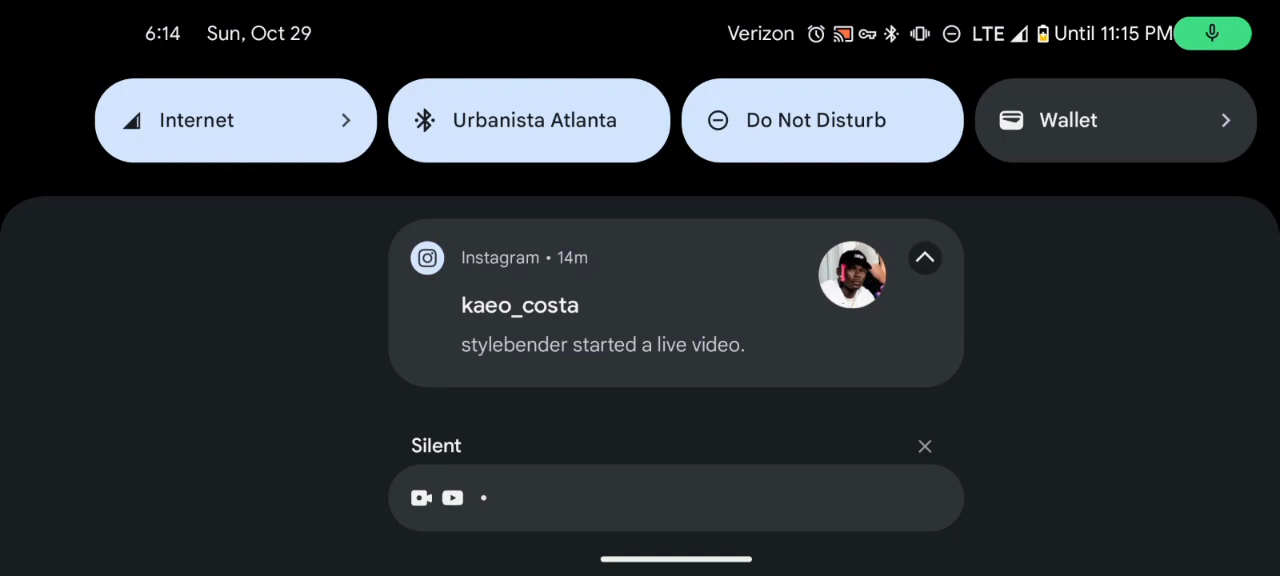 6:14 Sun, Oct 29 Verizon LTE Until 11:15 PM
Internet Urbanista Atlanta Do Not Disturb Wallet
Instagram • 14m
kaeo_costa
stylebender started a live video.
Silent